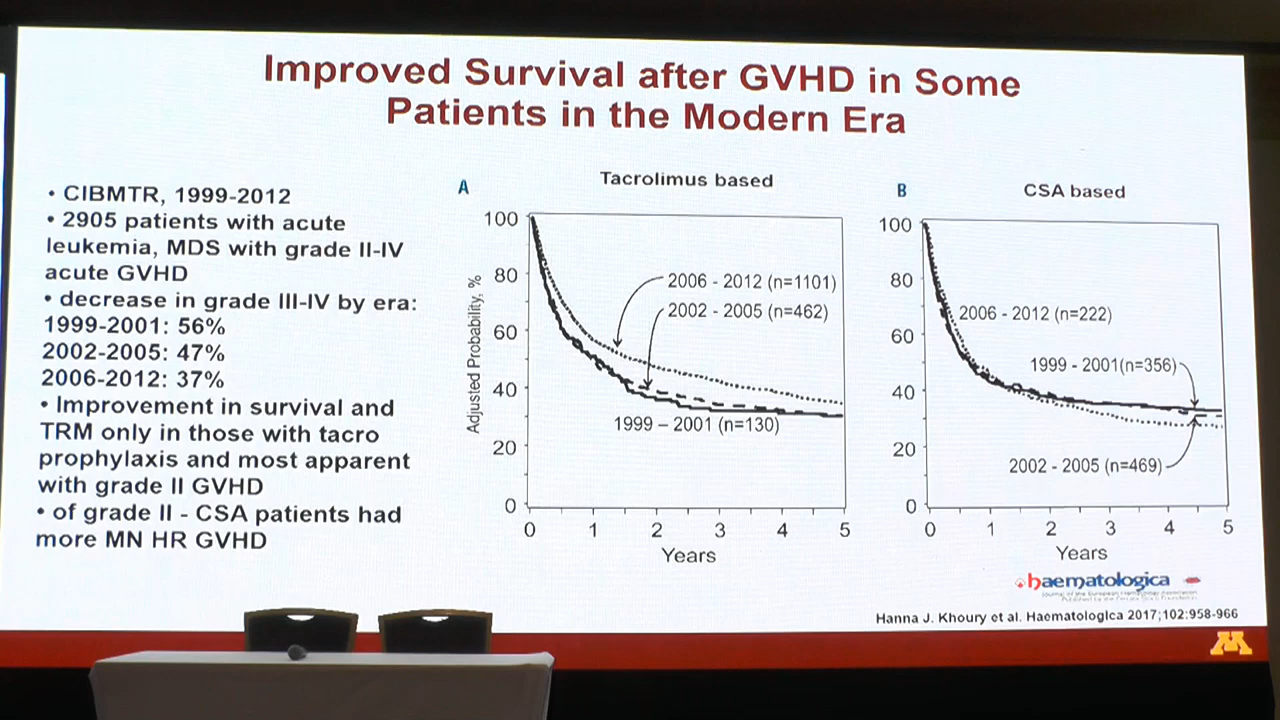 Improved Survival after GVHD in Some
Patients in the Modern Era
• CIBMTR, 1999-2012
• 2905 patients with acute
leukemia, MDS with grade II-IV
acute GVHD
• decrease in grade III-IV by era:
1999-2001: 56%
2002-2005: 47%
2006-2012: 37%
• Improvement in survival and
TRM only in those with tacro
prophylaxis and most apparent
with grade II GVHD
• of grade II - CSA patients had
more MN HR GVHD
A
Tacrolimus based
Adjusted Probability, %
100
80
60
40
20
0
2006 - 2012 (n=1101)
2002 - 2005 (n=462)
1999 – 2001 (n=130)
0 1 2 3 4 5
Years
B
CSA based
100
80
60
40
20
0
2006 - 2012 (n=222)
1999 - 2001(n=356)
2002 - 2005 (n=469)
0 1 2 3 4 5
Years
haematologica
Journal of the European Hematology Association
Hanna J. Khoury et al. Haematologica 2017;102:958-966
M